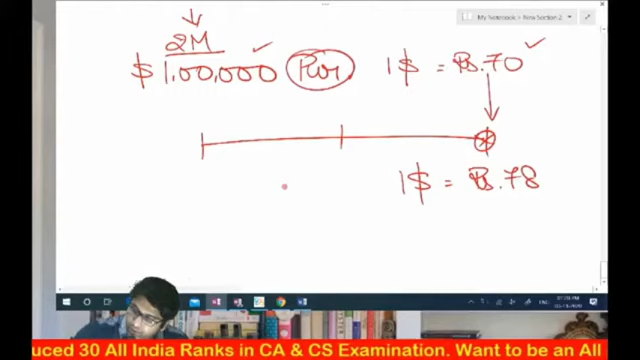 My Notebook > New Section 2
2M
$ 1,00,000 Pur. 1$ = Rs.70
1$ = Rs.78
ENG
uced 30 All India Ranks in CA & CS Examination. Want to be an All